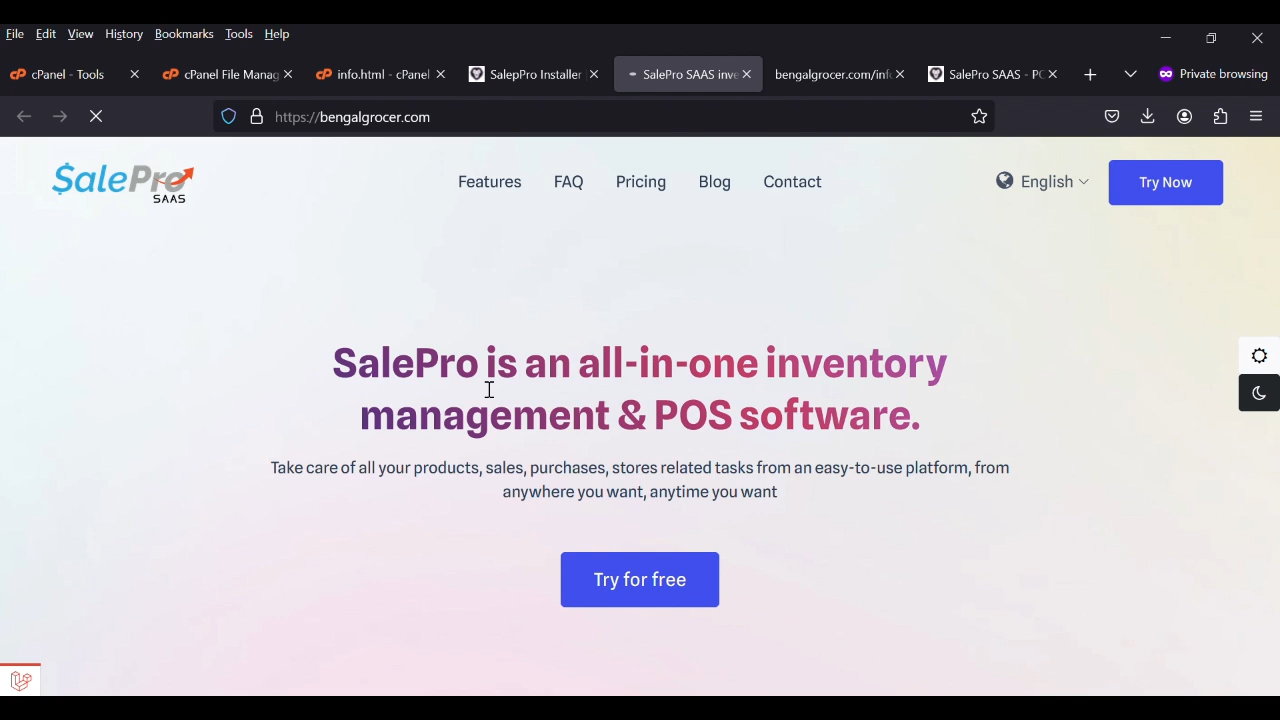 File Edit View History Bookmarks Tools Help
cPanel - Tools
cPanel File Manag
info.html - cPanel
SalepPro Installer
SalePro SAAS inve
bengalgrocer.com/inf
SalePro SAAS - PO
Private browsing
https://bengalgrocer.com
$alePro SAAS
Features FAQ Pricing Blog Contact
English
Try Now
SalePro is an all-in-one inventory
management & POS software.
Take care of all your products, sales, purchases, stores related tasks from an easy-to-use platform, from
anywhere you want, anytime you want
Try for free